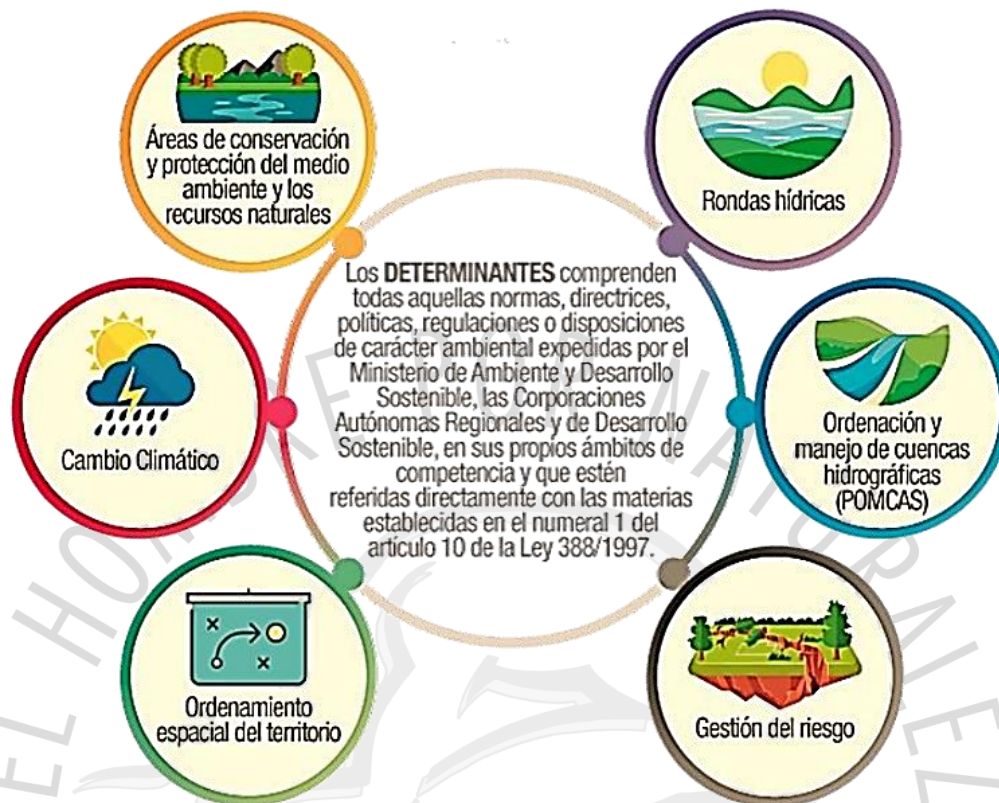 Áreas de conservación
y protección del medio
ambiente y los
recursos naturales
Rondas hídricas
Los DETERMINANTES comprenden
todas aquellas normas, directrices,
políticas, regulaciones o disposiciones
de carácter ambiental expedidas por el
Ministerio de Ambiente y Desarrollo
Sostenible, las Corporaciones
Autónomas Regionales y de Desarrollo
Sostenible, en sus propios ámbitos de
competencia y que estén
referidas directamente con las materias
establecidas en el numeral 1 del
artículo 10 de la Ley 388/1997.
Cambio Climático
Ordenación y
manejo de cuencas
hidrográficas
(POMCAS)
Ordenamiento
espacial del territorio
Gestión del riesgo
EL HOMBRE